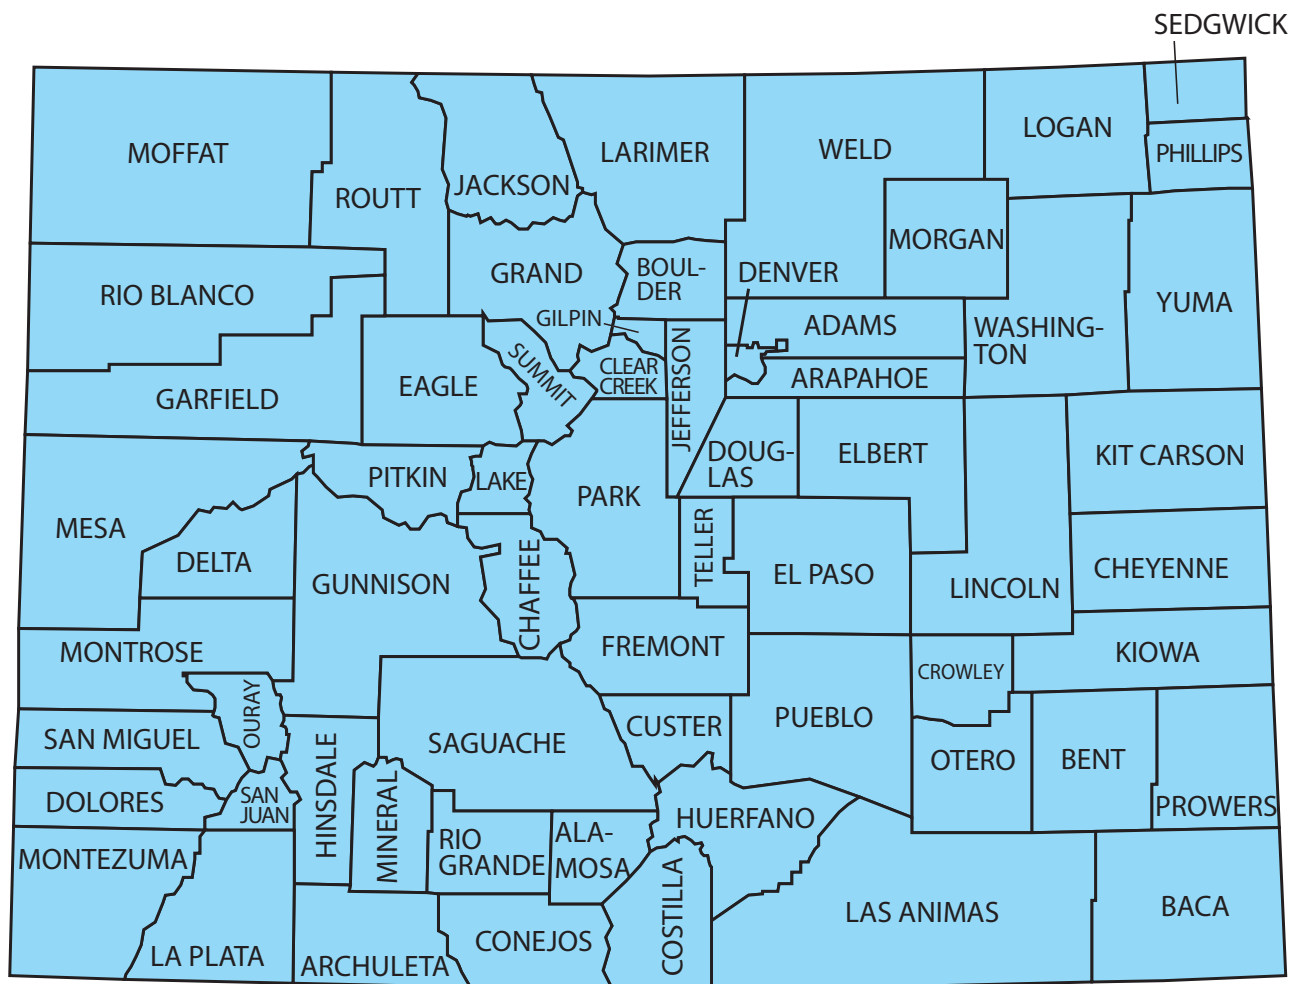 SEDGWICK
MOFFAT
ROUTT
JACKSON
LARIMER
WELD
LOGAN
PHILLIPS
RIO BLANCO
GRAND
BOUL-
DER
DENVER
MORGAN
YUMA
GILPIN
ADAMS
WASHING-
TON
GARFIELD
EAGLE
SUMMIT
CLEAR
CREEK
JEFFERSON
ARAPAHOE
PITKIN
LAKE
PARK
DOUG-
LAS
ELBERT
KIT CARSON
MESA
DELTA
GUNNISON
CHAFFEE
TELLER
EL PASO
LINCOLN
CHEYENNE
MONTROSE
FREMONT
CROWLEY
KIOWA
OURAY
SAN MIGUEL
SAGUACHE
CUSTER
PUEBLO
OTERO
BENT
PROWERS
DOLORES
SAN
JUAN
HINSDALE
MINERAL
RIO
GRANDE
ALA-
MOSA
HUERFANO
MONTEZUMA
LA PLATA
ARCHULETA
CONEJOS
COSTILLA
LAS ANIMAS
BACA